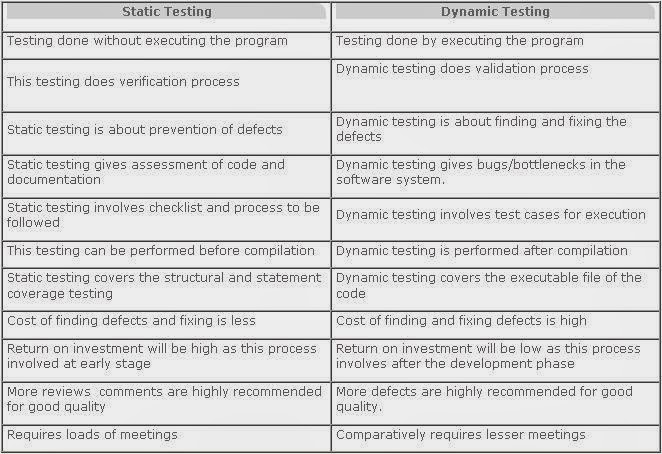 Static Testing
Dynamic Testing
Testing done without executing the program
Testing done by executing the program
This testing does verification process
Dynamic testing does validation process
Static testing is about prevention of defects
Dynamic testing is about finding and fixing the
defects
Static testing gives assessment of code and
documentation
Dynamic testing gives bugs/bottlenecks in the
software system.
Static testing involves checklist and process to be
followed
Dynamic testing involves test cases for execution
This testing can be performed before compilation
Dynamic testing is performed after compilation
Static testing covers the structural and statement
coverage testing
Dynamic testing covers the executable file of the
code
Cost of finding defects and fixing is less
Cost of finding and fixing defects is high
Return on investment will be high as this process
involved at early stage
Return on investment will be low as this process
involves after the development phase
More reviews comments are highly recommended
for good quality
More defects are highly recommended for good
quality.
Requires loads of meetings
Comparatively requires lesser meetings